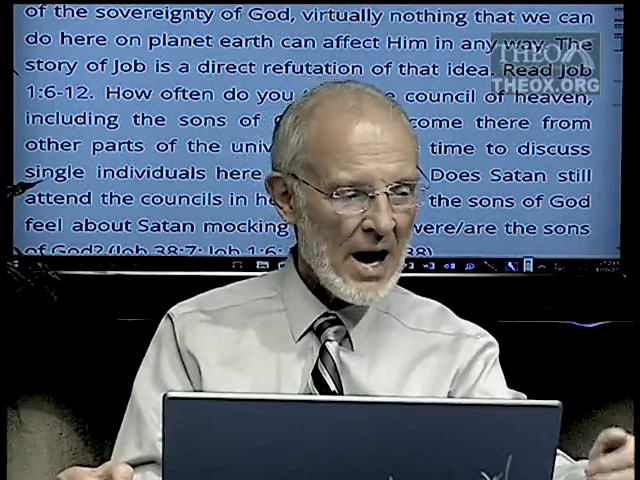 of the sovereignty of God, virtually nothing that we can
do here on planet earth can affect Him in any way. The
story of Job is a direct refutation of that idea. Read Job
1:6-12. How often do you council of heaven,
including the sons of come there from
other parts of the time to discuss
single individuals here Does Satan still
attend the councils in the sons of God
feel about Satan mocking were/are the sons
of God? (Job 38:7; Job 1:6;
THEOX
THEOX.ORG